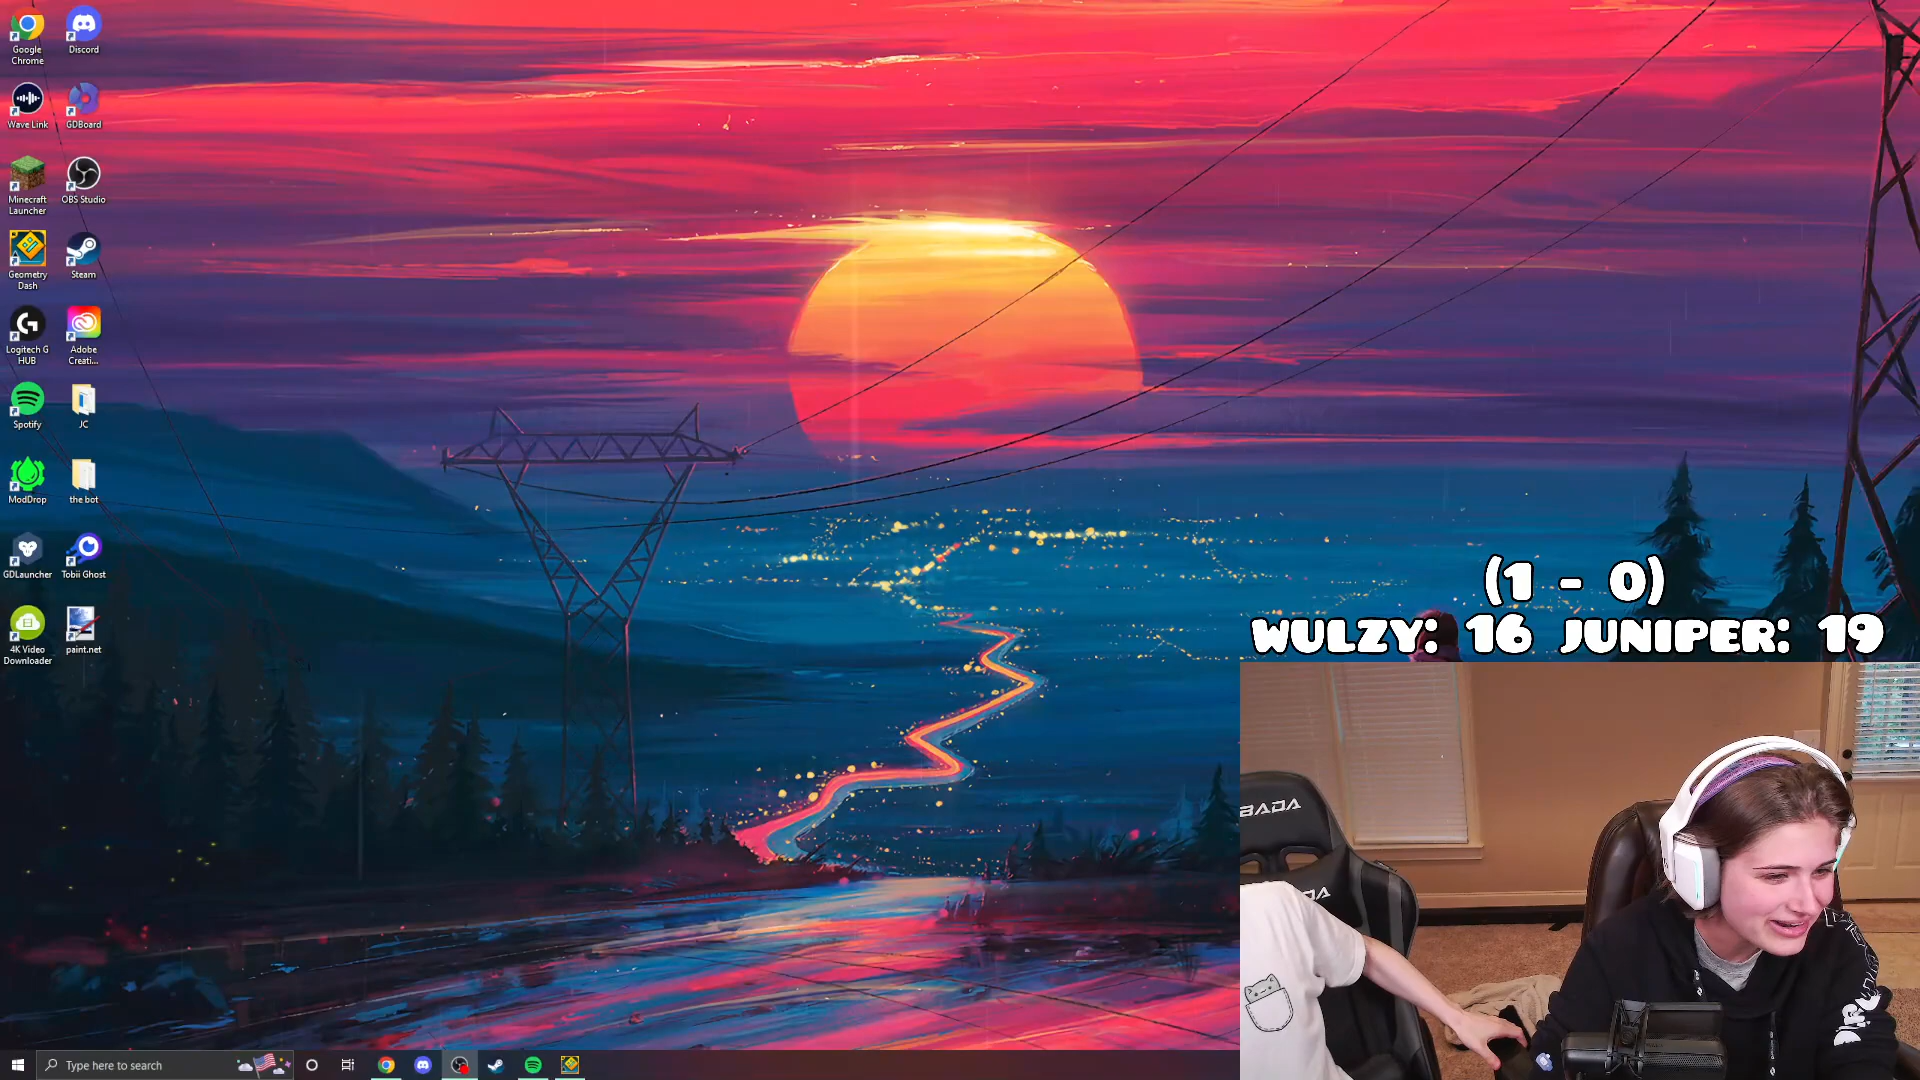 Google
Chrome
Discord
Wave Link
GDBoard
Minecraft
Launcher
OBS Studio
Geometry
Dash
Steam
Logitech G
HUB
Adobe
Creati...
Spotify
JC
ModDrop
the bot
GDLauncher
Tobii Ghost
4K Video
Downloader
paint.net
(1 - 0)
WULZY: 16 JUNIPER: 19
BADA
DA
Type here to search